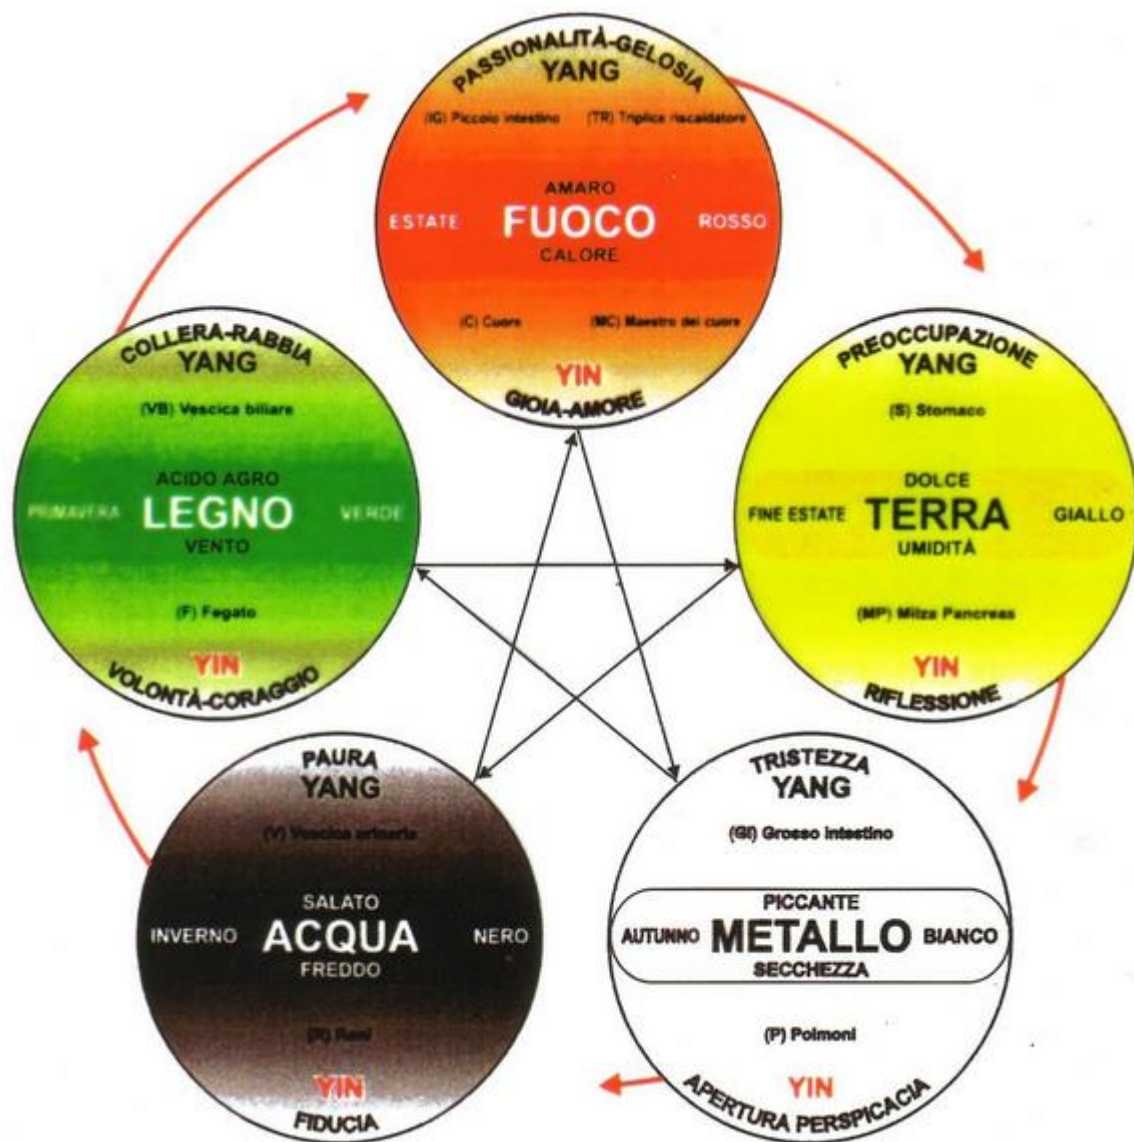 PASSIONALITÀ-GELOSIA
YANG
(IG) Piccolo intestino (TR) Triplice riscaldatore
AMARO
ESTATE FUOCO ROSSO
CALORE
(C) Cuore (MC) Maestro del cuore
YIN
GIOIA-AMORE
COLLERA-RABBIA
YANG
(VB) Vescica biliare
ACIDO AGRO
PRIMAVERA LEGNO VERDE
VENTO
(F) Fegato
YIN
VOLONTÀ-CORAGGIO
PREOCCUPAZIONE
YANG
(S) Stomaco
DOLCE
FINE ESTATE TERRA GIALLO
UMIDITÀ
(MP) Milza Pancreas
YIN
RIFLESSIONE
PAURA
YANG
(V) Vescica urinaria
SALATO
INVERNO ACQUA NERO
FREDDO
(R) Reni
YIN
FIDUCIA
TRISTEZZA
YANG
(GI) Grosso intestino
PICCANTE
AUTUNNO METALLO BIANCO
SECCHEZZA
(P) Polmoni
YIN
APERTURA PERSPICACIA